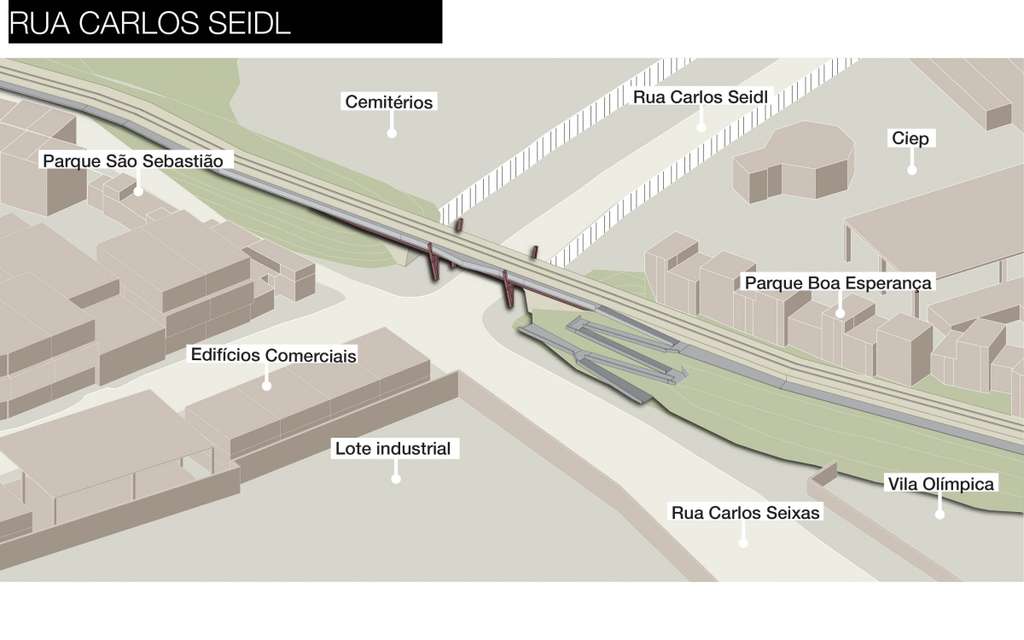 RUA CARLOS SEIDL
Cemitérios
Rua Carlos Seidl
Ciep
Parque São Sebastião
Parque Boa Esperança
Edifícios Comerciais
Lote industrial
Vila Olímpica
Rua Carlos Seixas